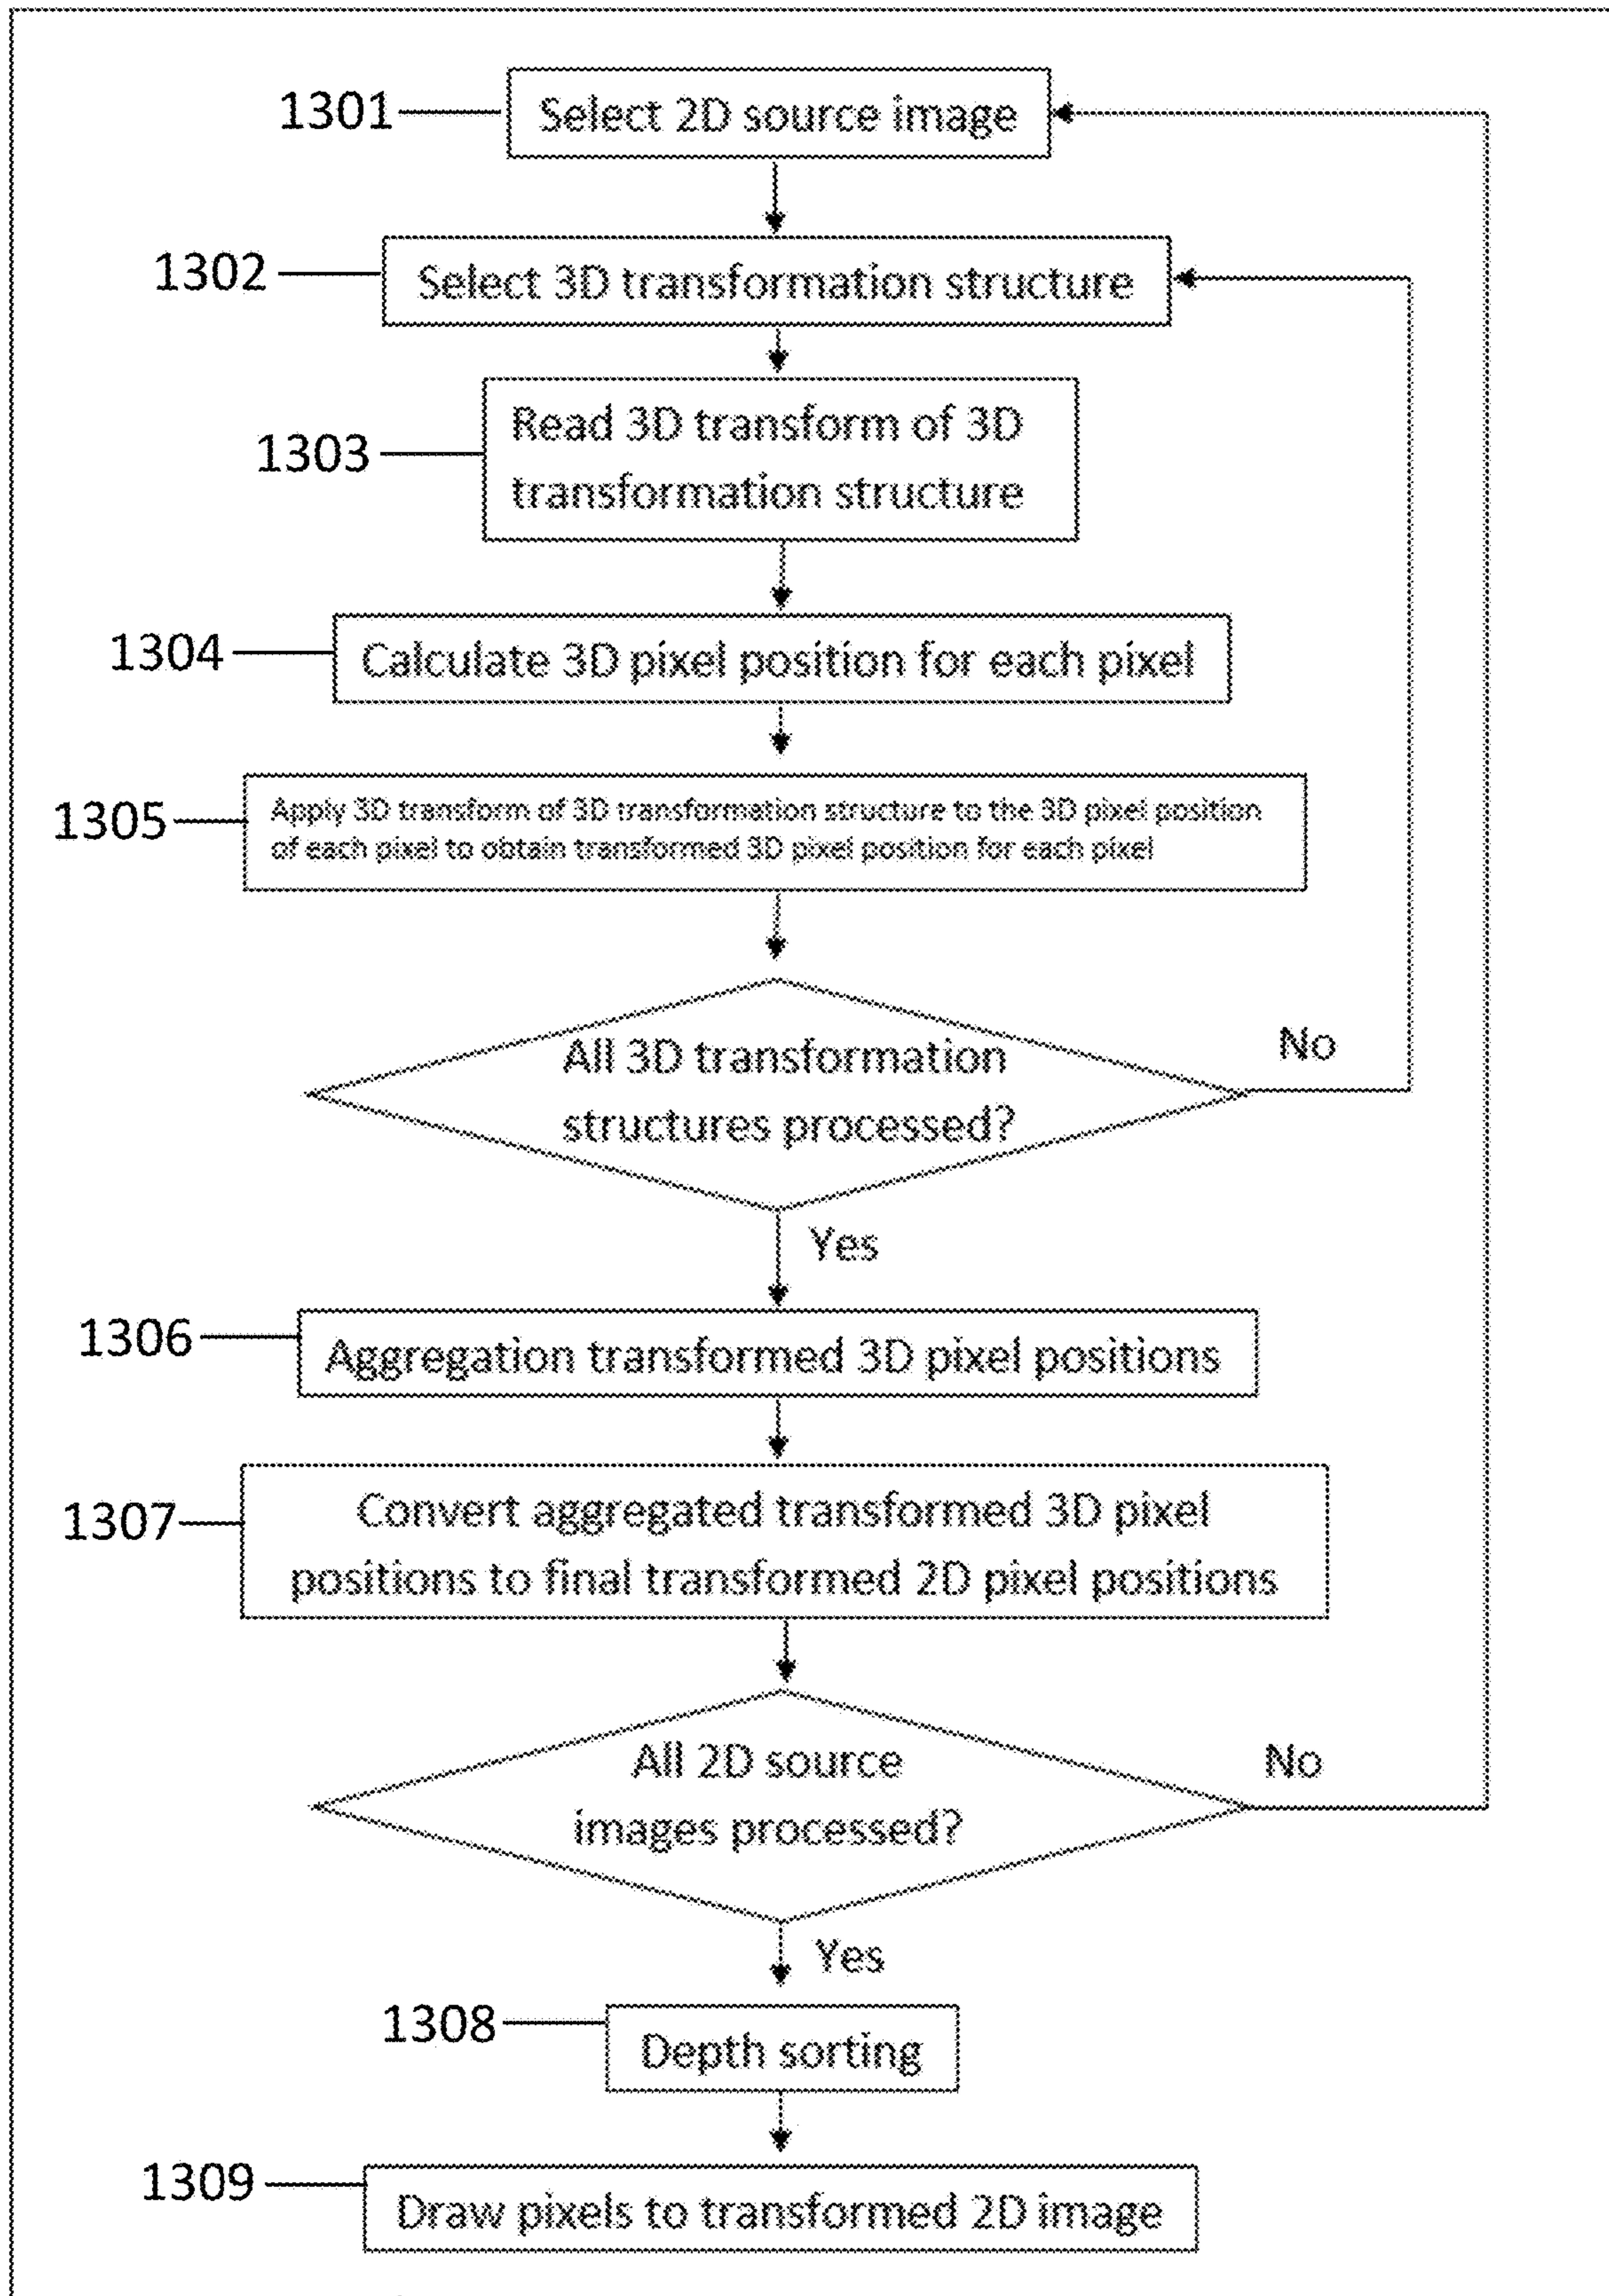 1301
Select 2D source image
1302
Select 3D transformation structure
1303
Read 3D transform of 3D
transformation structure
1304
Calculate 3D pixel position for each pixel
1305
Apply 3D transform of 3D transformation structure to the 3D pixel position
of each pixel to obtain transformed 3D pixel position for each pixel
All 3D transformation
structures processed?
No
Yes
1306
Aggregation transformed 3D pixel positions
1307
Convert aggregated transformed 3D pixel
positions to final transformed 2D pixel positions
All 2D source
images processed?
No
Yes
1308
Depth sorting
1309
Draw pixels to transformed 2D image